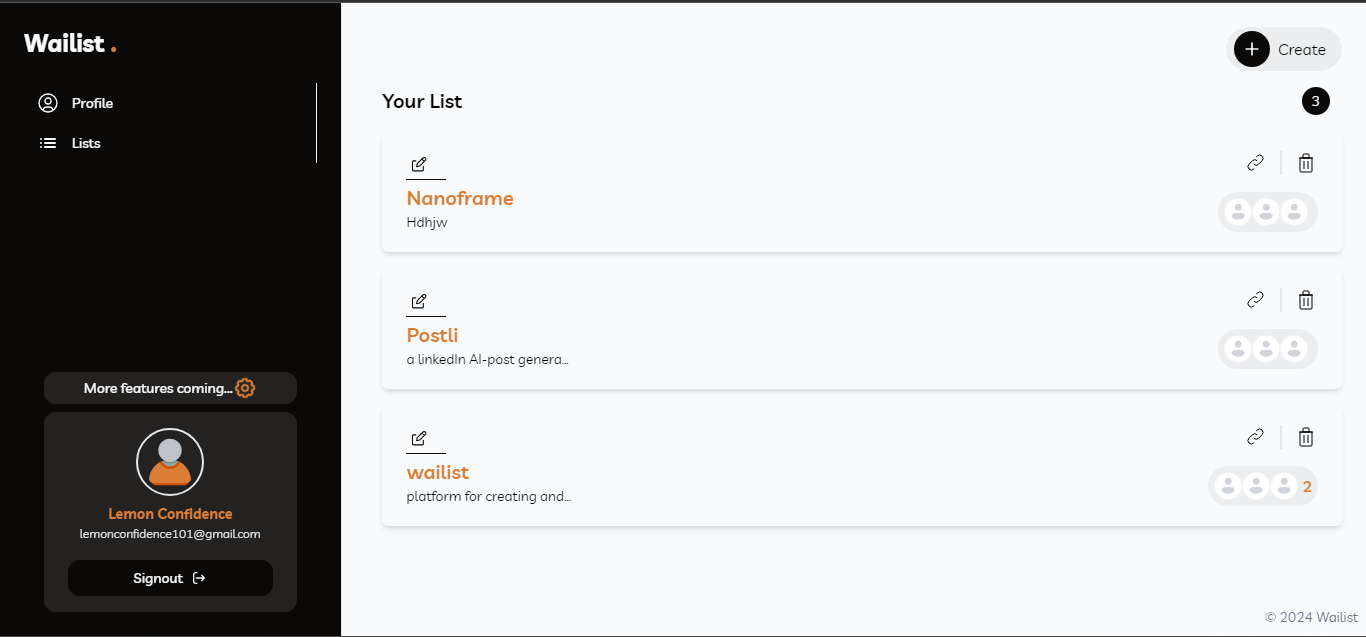 Wailist .
Profile
Lists
More features coming...
Lemon Confidence
lemonconfidence101@gmail.com
Signout
Create
Your List
3
Nanoframe
Hdhjw
Postli
a linkedIn AI-post genera...
wailist
platform for creating and...
2
© 2024 Wailist